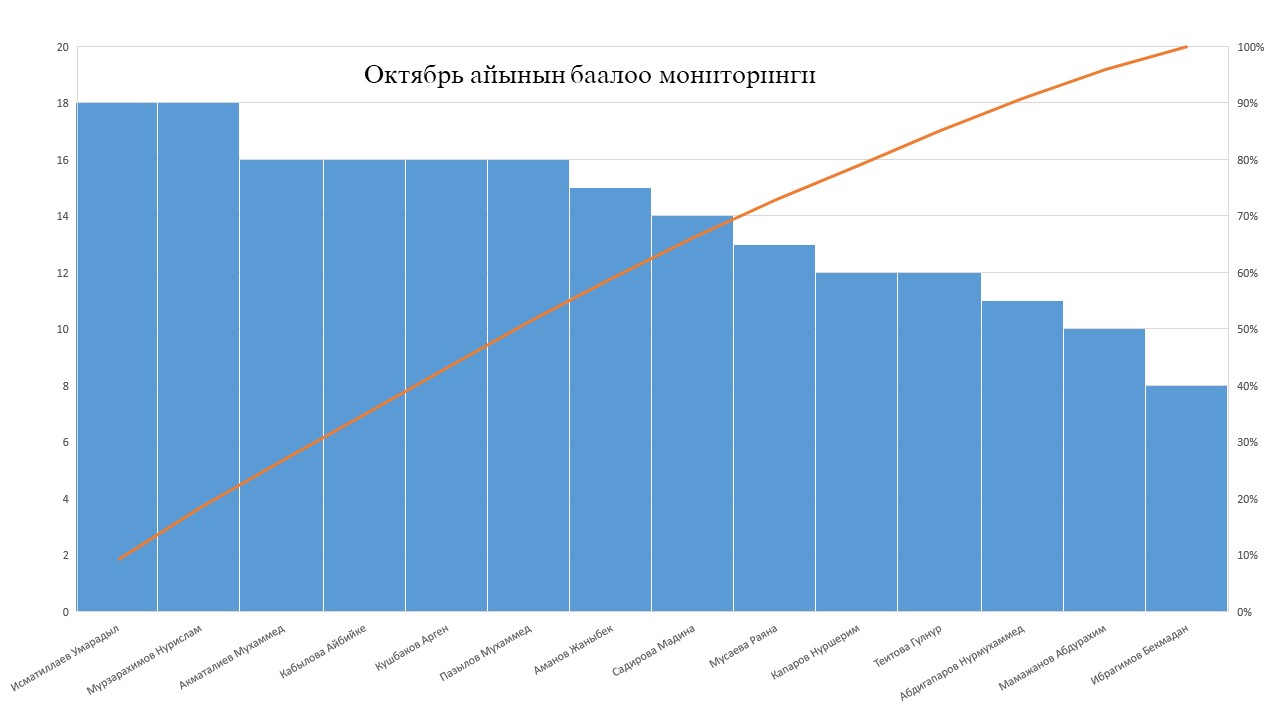 Октябрь айынын баалоо мониторинги
20
18
16
14
12
10
8
6
4
2
0
100%
90%
80%
70%
60%
50%
40%
30%
20%
10%
0%
Исматиллаев Умарадыл
Мурзарахимов Нурислам
Акматалиев Мухаммед
Кабылова Айбийке
Кушбаков Арген
Пазылов Мухаммед
Аманов Жаныбек
Садирова Мадина
Мусаева Раяна
Капаров Нуршерим
Теитова Гулнур
Абдигапаров Нурмухаммед
Мамажанов Абдурахим
Ибрагимов Бекмадан